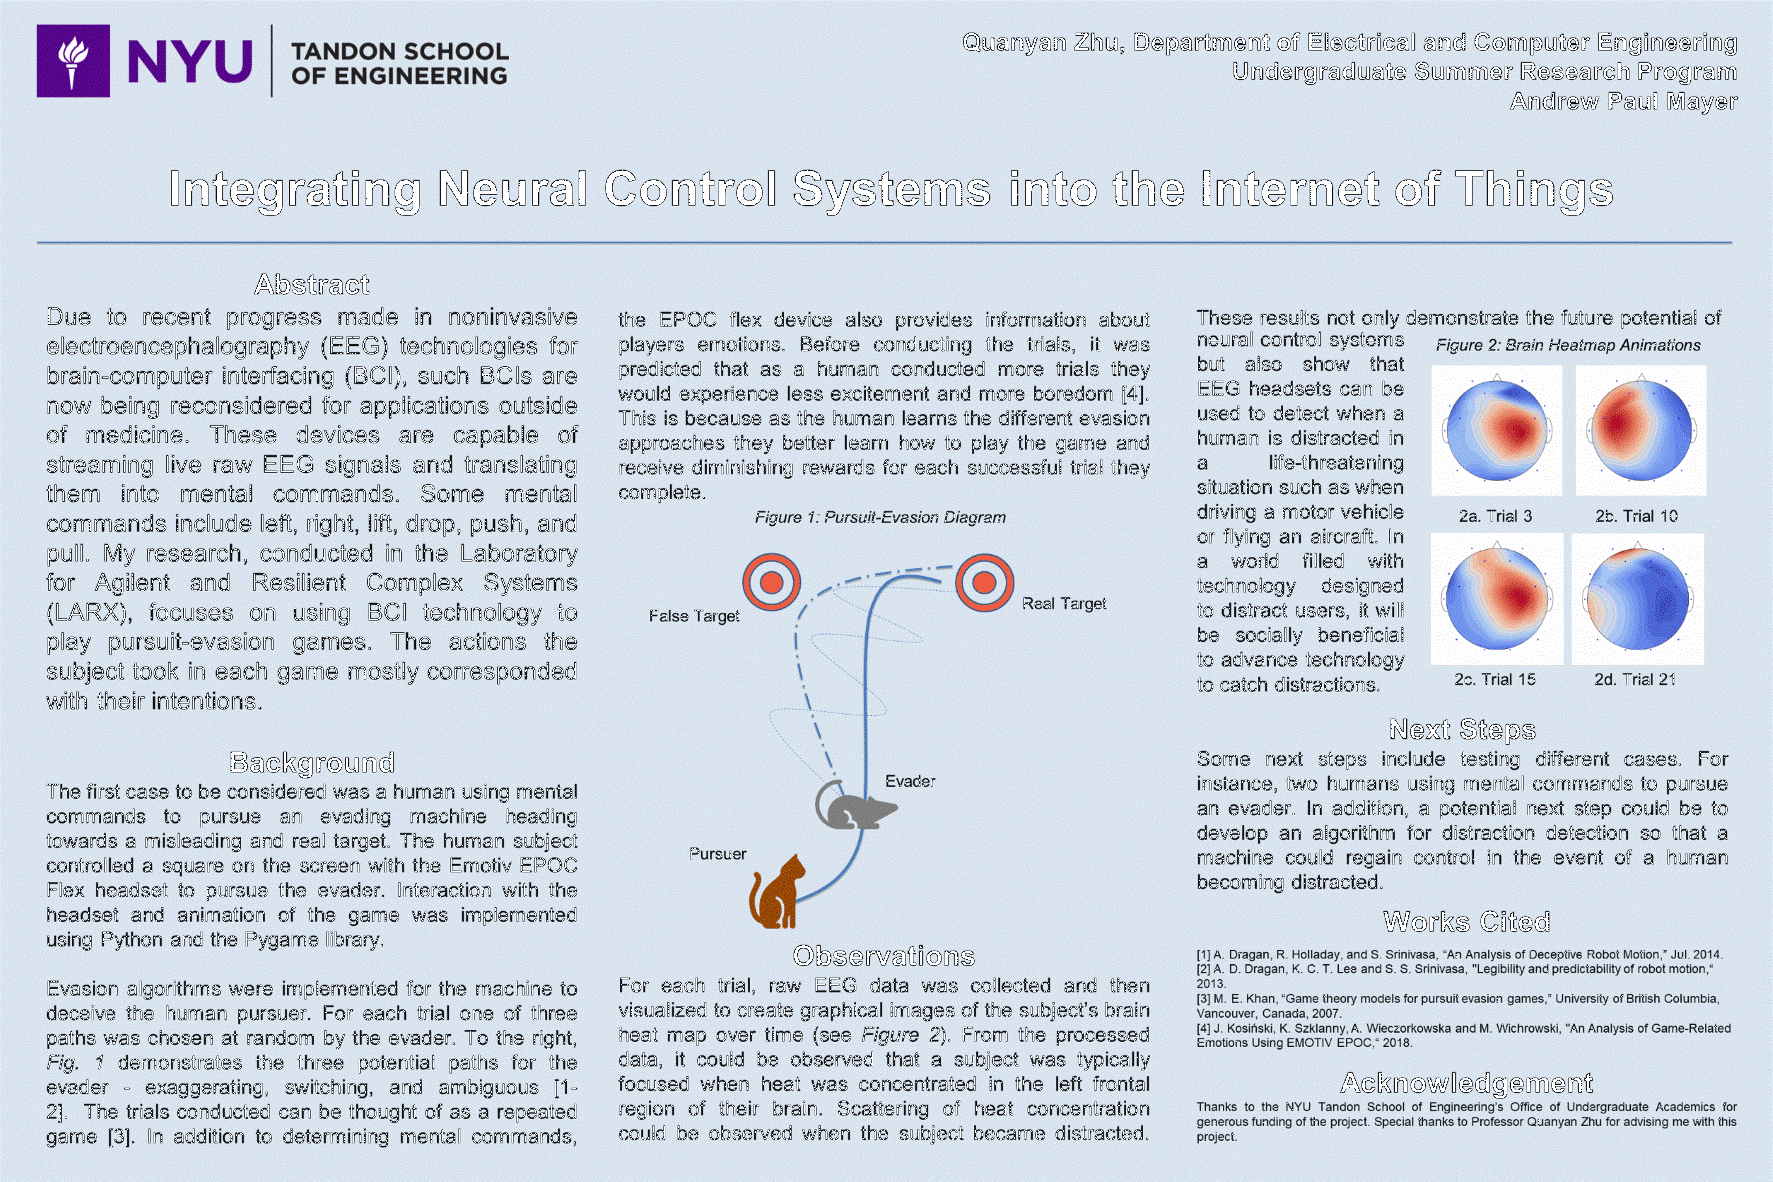 NYU TANDON SCHOOL
OF ENGINEERING
Quanyan Zhu, Department of Electrical and Computer Engineering
Undergraduate Summer Research Program
Andrew Paul Mayer
Integrating Neural Control Systems into the Internet of Things
Abstract
Due to recent progress made in noninvasive
electroencephalography (EEG) technologies for
brain-computer interfacing (BCI), such BCIs are
now being reconsidered for applications outside
of medicine. These devices are capable of
streaming live raw EEG signals and translating
them into mental commands. Some mental
commands include left, right, lift, drop, push, and
pull. My research, conducted in the Laboratory
for Agilent and Resilient Complex Systems
(LARX), focuses on using BCI technology to
play pursuit-evasion games. The actions the
subject took in each game mostly corresponded
with their intentions.
Background
The first case to be considered was a human using mental
commands to pursue an evading machine heading
towards a misleading and real target. The human subject
controlled a square on the screen with the Emotiv EPOC
Flex headset to pursue the evader. Interaction with the
headset and animation of the game was implemented
using Python and the Pygame library.
Evasion algorithms were implemented for the machine to
deceive the human pursuer. For each trial one of three
paths was chosen at random by the evader. To the right,
Fig. 1 demonstrates the three potential paths for the
evader - exaggerating, switching, and ambiguous [1-
2]. The trials conducted can be thought of as a repeated
game [3]. In addition to determining mental commands,
the EPOC flex device also provides information about
players emotions. Before conducting the trials, it was
predicted that as a human conducted more trials they
would experience less excitement and more boredom [4].
This is because as the human learns the different evasion
approaches they better learn how to play the game and
receive diminishing rewards for each successful trial they
complete.
Figure 1: Pursuit-Evasion Diagram
False Target
Real Target
Evader
Pursuer
Observations
For each trial, raw EEG data was collected and then
visualized to create graphical images of the subject's brain
heat map over time (see Figure 2). From the processed
data, it could be observed that a subject was typically
focused when heat was concentrated in the left frontal
region of their brain. Scattering of heat concentration
could be observed when the subject became distracted.
These results not only demonstrate the future potential of
neural control systems
but also show that
EEG headsets can be
used to detect when a
human is distracted in
a life-threatening
situation such as when
driving a motor vehicle
or flying an aircraft. In
a world filled with
technology designed
to distract users, it will
be socially beneficial
to advance technology
to catch distractions.
Figure 2: Brain Heatmap Animations
2a. Trial 3
2b. Trial 10
2c. Trial 15
2d. Trial 21
Next Steps
Some next steps include testing different cases. For
instance, two humans using mental commands to pursue
an evader. In addition, a potential next step could be to
develop an algorithm for distraction detection so that a
machine could regain control in the event of a human
becoming distracted.
Works Cited
[1] A. Dragan, R. Holladay, and S. Srinivasa, “An Analysis of Deceptive Robot Motion,” Jul. 2014.
[2] A. D. Dragan, K. C. T. Lee and S. S. Srinivasa, "Legibility and predictability of robot motion,“
2013.
[3] M. E. Khan, “Game theory models for pursuit evasion games,” University of British Columbia,
Vancouver, Canada, 2007.
[4] J. Kosiński, K. Szklanny, A. Wieczorkowska and M. Wichrowski, "An Analysis of Game-Related
Emotions Using EMOTIV EPOC,“ 2018.
Acknowledgement
Thanks to the NYU Tandon School of Engineering's Office of Undergraduate Academics for
generous funding of the project. Special thanks to Professor Quanyan Zhu for advising me with this
project.